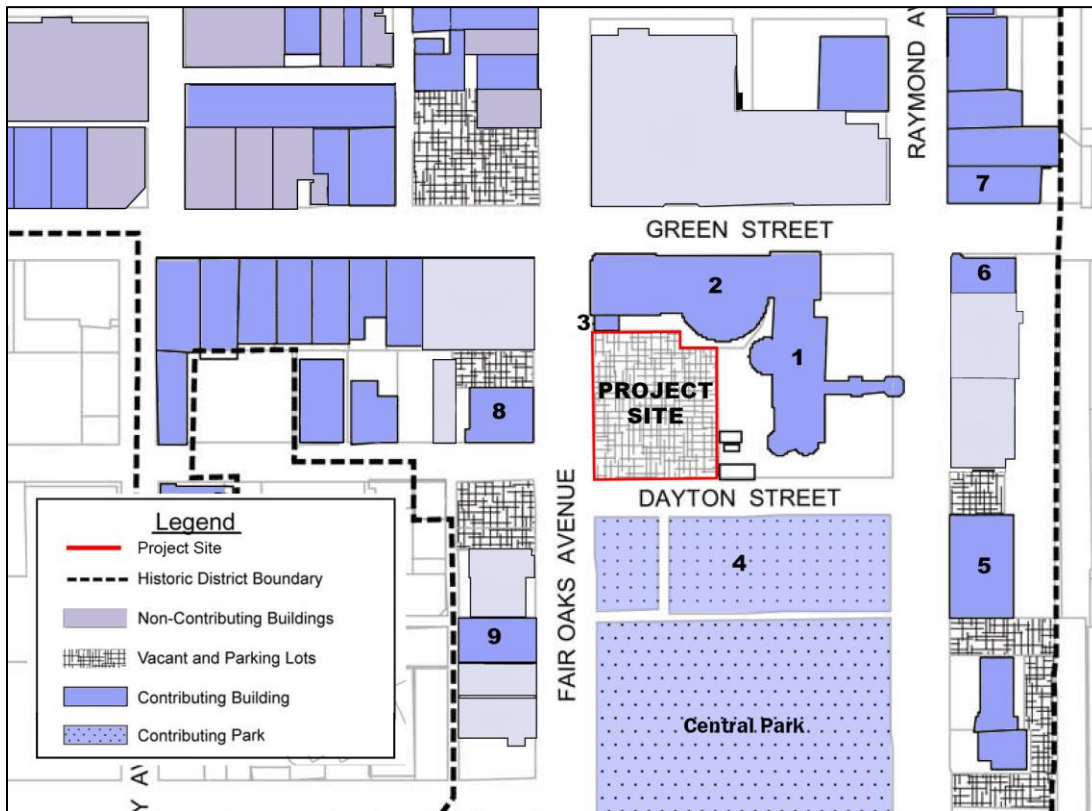 RAYMOND AV
7
GREEN STREET
6
2
3
1
PROJECT
SITE
8
DAYTON STREET
FAIR OAKS AVENUE
4
5
9
Central Park
Legend
Project Site
Historic District Boundary
Non-Contributing Buildings
Vacant and Parking Lots
Contributing Building
Contributing Park
Y AV